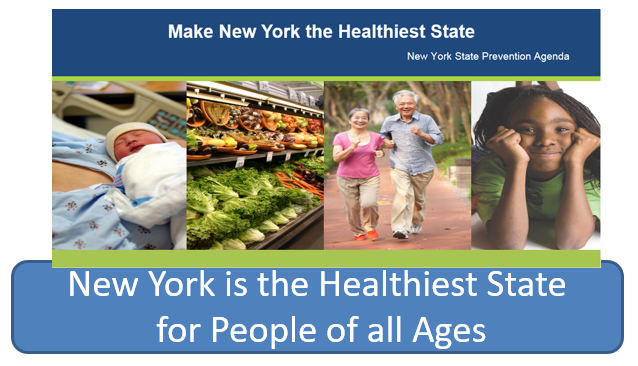 Make New York the Healthiest State
New York State Prevention Agenda
New York is the Healthiest State
for People of all Ages